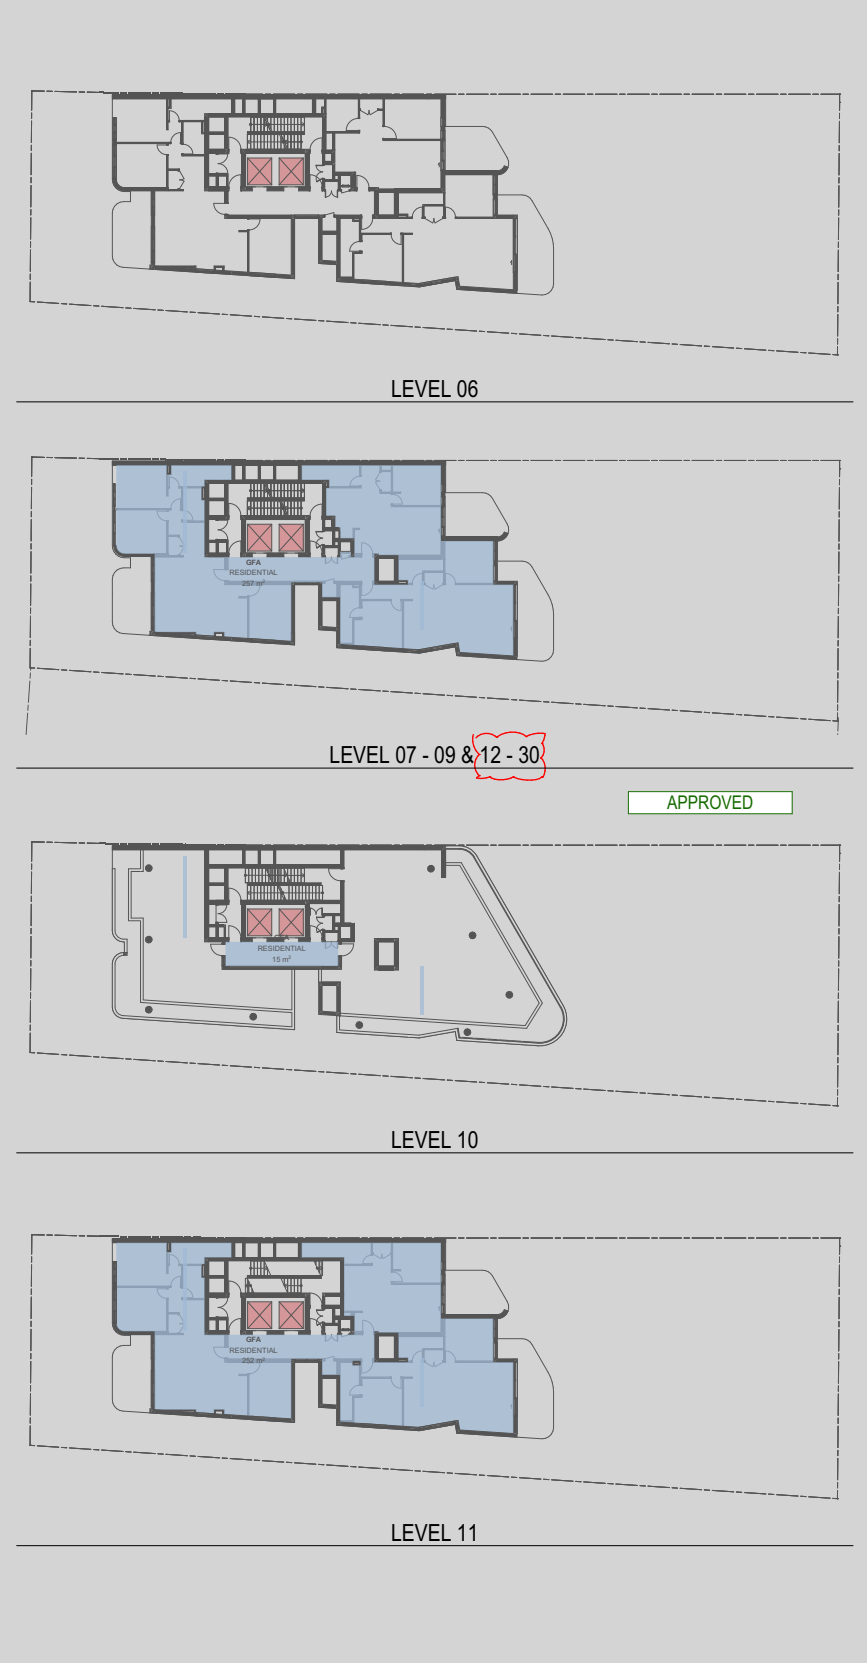 LEVEL 06
GFA
RESIDENTIAL
257 m²
LEVEL 07 - 09 & 12 - 30
APPROVED
RESIDENTIAL
15 m²
LEVEL 10
GFA
RESIDENTIAL
252 m²
LEVEL 11